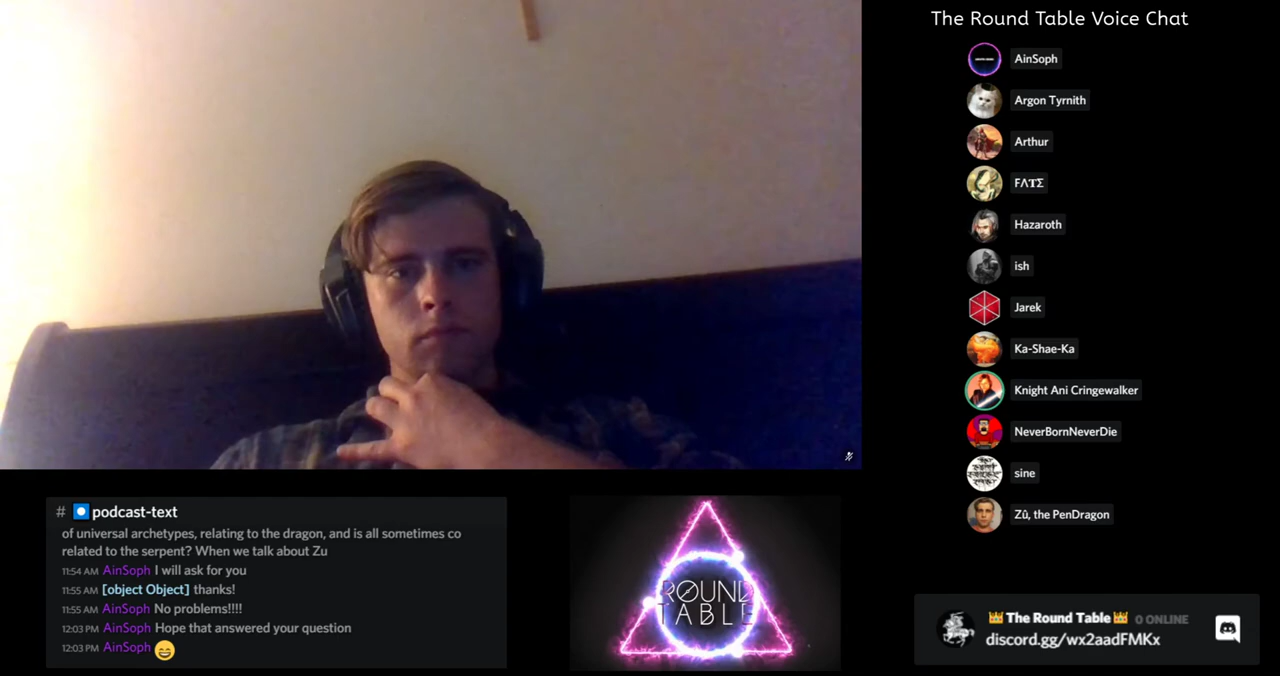 The Round Table Voice Chat
AinSoph
Argon Tyrnith
Arthur
FΛTΣ
Hazaroth
ish
Jarek
Ka-Shae-Ka
Knight Ani Cringewalker
NeverBornNeverDie
sine
Zû, the PenDragon
# podcast-text
of universal archetypes, relating to the dragon, and is all sometimes co
related to the serpent? When we talk about Zu
11:54 AM AinSoph I will ask for you
11:55 AM [object Object] thanks!
11:55 AM AinSoph No problems!!!!
12:03 PM AinSoph Hope that answered your question
12:03 PM AinSoph 😄
ROUND
TABLE
👑 The Round Table 👑 0 ONLINE
discord.gg/wx2aadFMKx